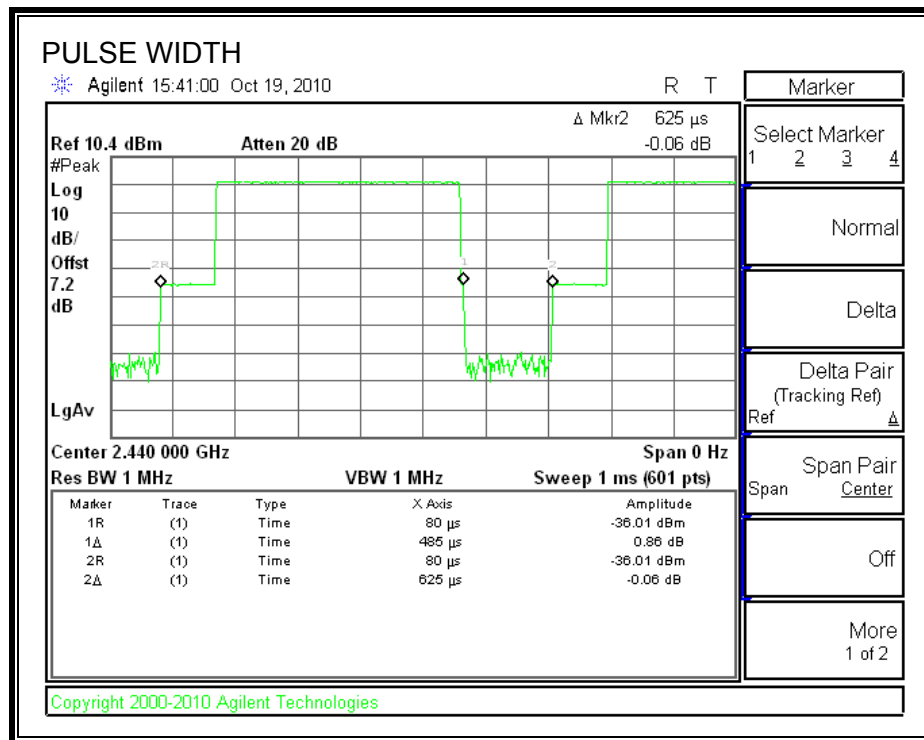 PULSE WIDTH
Agilent 15:41:00 Oct 19, 2010 R T
Δ Mkr2 625 µs
Ref 10.4 dBm Atten 20 dB -0.06 dB
#Peak
Log
10
dB/
Offst
7.2
dB
LgAv
2R 1 2
Center 2.440 000 GHz Span 0 Hz
Res BW 1 MHz VBW 1 MHz Sweep 1 ms (601 pts)
Marker Trace Type X Axis Amplitude
1R (1) Time 80 µs -36.01 dBm
1Δ (1) Time 485 µs 0.86 dB
2R (1) Time 80 µs -36.01 dBm
2Δ (1) Time 625 µs -0.06 dB
Copyright 2000-2010 Agilent Technologies
Marker
Select Marker
1 2 3 4
Normal
Delta
Delta Pair
(Tracking Ref)
Ref Δ
Span Pair
Span Center
Off
More
1 of 2